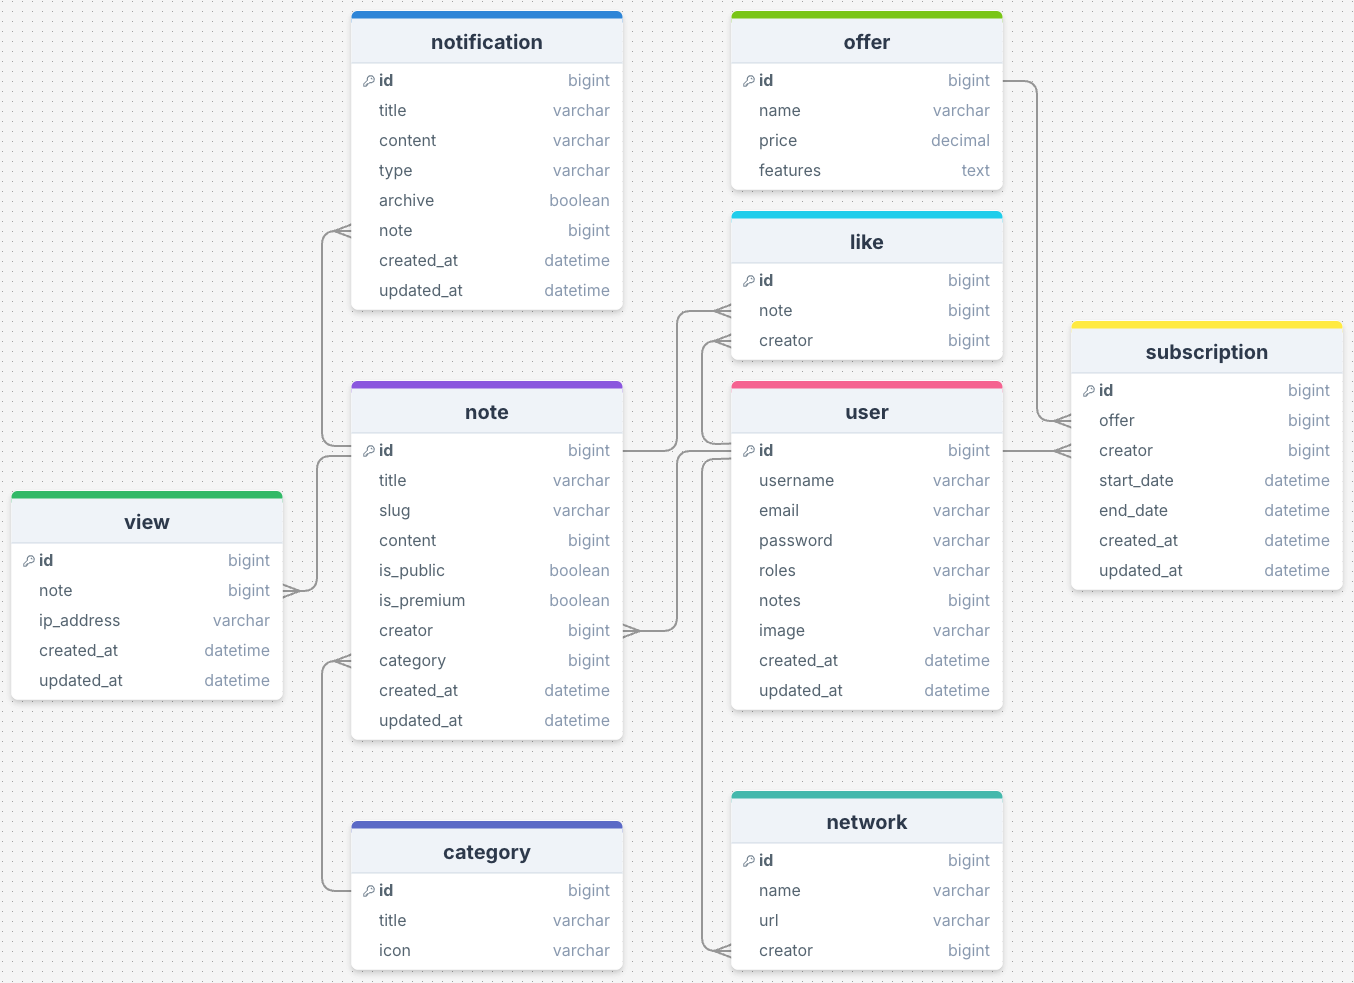 notification
id bigint
title varchar
content varchar
type varchar
archive boolean
note bigint
created_at datetime
updated_at datetime
offer
id bigint
name varchar
price decimal
features text
like
id bigint
note bigint
creator bigint
subscription
id bigint
offer bigint
creator bigint
start_date datetime
end_date datetime
created_at datetime
updated_at datetime
note
id bigint
title varchar
slug varchar
content bigint
is_public boolean
is_premium boolean
creator bigint
category bigint
created_at datetime
updated_at datetime
user
id bigint
username varchar
email varchar
password varchar
roles varchar
notes bigint
image varchar
created_at datetime
updated_at datetime
view
id bigint
note bigint
ip_address varchar
created_at datetime
updated_at datetime
category
id bigint
title varchar
icon varchar
network
id bigint
name varchar
url varchar
creator bigint